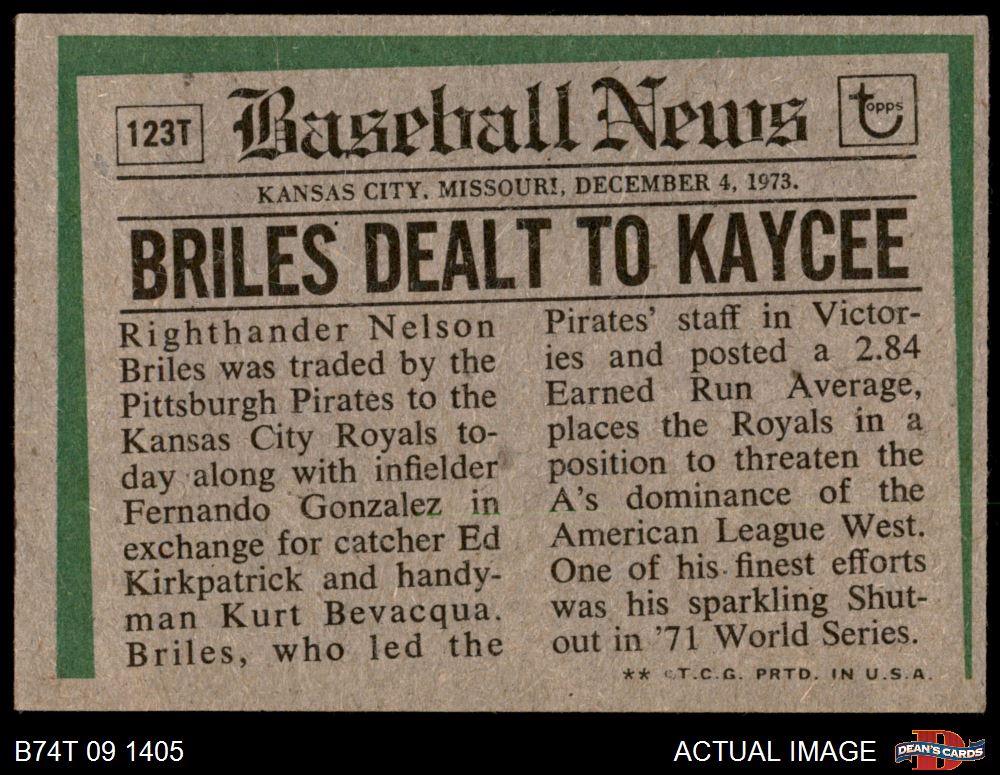 123T
Baseball News
topps
KANSAS CITY, MISSOURI, DECEMBER 4, 1973.
BRILES DEALT TO KAYCEE
Righthander Nelson
Briles was traded by the
Pittsburgh Pirates to the
Kansas City Royals to-
day along with infielder
Fernando Gonzalez in
exchange for catcher Ed
Kirkpatrick and handy-
man Kurt Bevacqua.
Briles, who led the
Pirates' staff in Victor-
ies and posted a 2.84
Earned Run Average,
places the Royals in a
position to threaten the
A's dominance of the
American League West.
One of his finest efforts
was his sparkling Shut-
out in '71 World Series.
** ©T.C.G. PRTD. IN U.S.A.
B74T 09 1405
ACTUAL IMAGE
DEAN'S CARDS